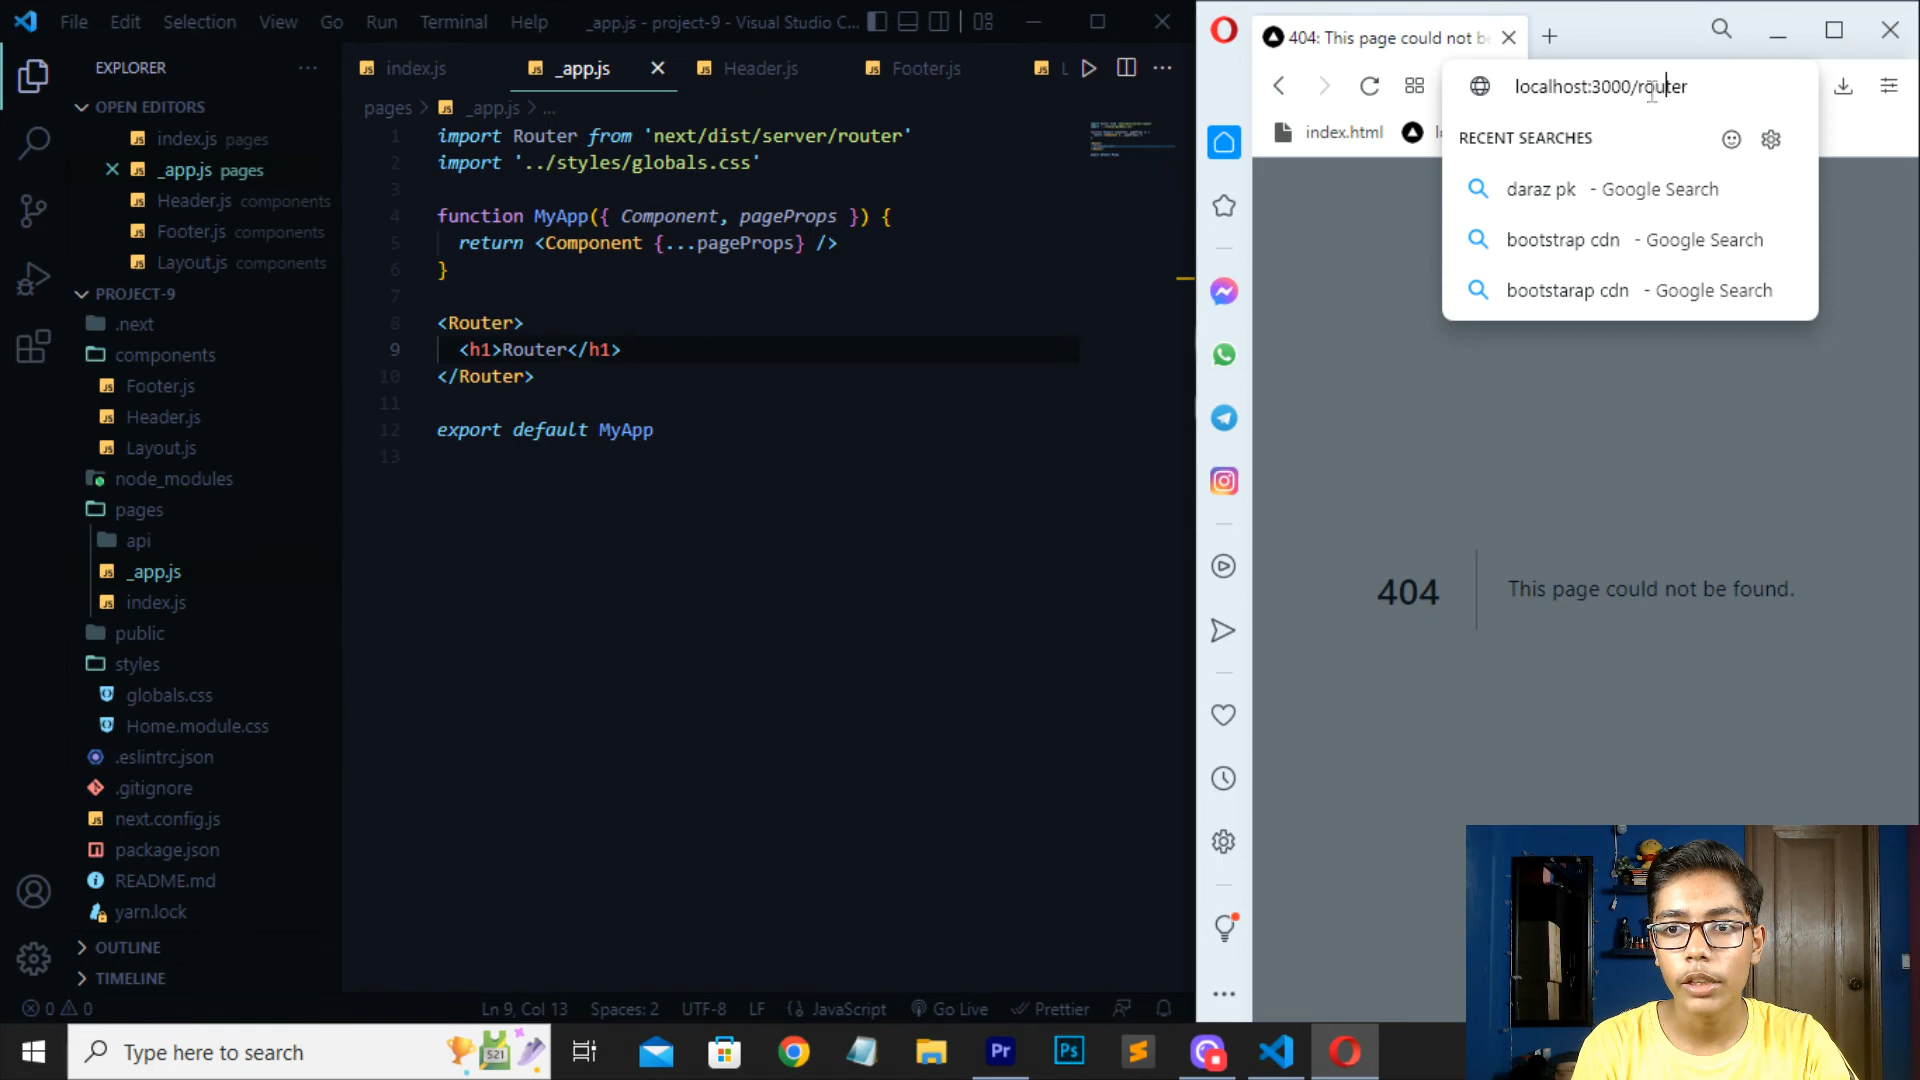 File Edit Selection View Go Run Terminal Help _app.js - project-9 - Visual Studio C...
EXPLORER
OPEN EDITORS
index.js pages
_app.js pages
Header.js components
Footer.js components
Layout.js components
PROJECT-9
.next
components
Footer.js
Header.js
Layout.js
node_modules
pages
api
_app.js
index.js
public
styles
globals.css
Home.module.css
.eslintrc.json
.gitignore
next.config.js
package.json
README.md
yarn.lock
OUTLINE
TIMELINE
index.js _app.js Header.js Footer.js L
pages > _app.js > ...
1 import Router from 'next/dist/server/router'
2 import '../styles/globals.css'
3
4 function MyApp({ Component, pageProps }) {
5 return <Component {...pageProps} />
6 }
7
8 <Router>
9 <h1>Router</h1>
10 </Router>
11
12 export default MyApp
13
0 0 Ln 9, Col 13 Spaces: 2 UTF-8 LF JavaScript Go Live Prettier
404: This page could not be
localhost:3000/router
index.html l
RECENT SEARCHES
daraz pk - Google Search
bootstrap cdn - Google Search
bootstarap cdn - Google Search
404 This page could not be found.
Type here to search
Pr
Ps